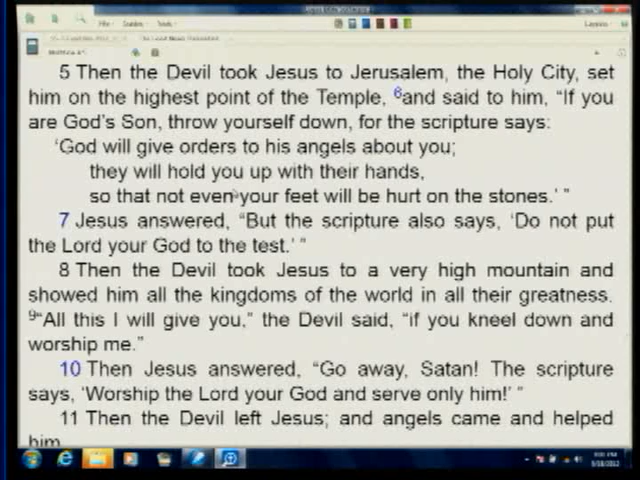 File
Guides
Tools
Layouts
5 Then the Devil took Jesus to Jerusalem, the Holy City, set
him on the highest point of the Temple, 6and said to him, “If you
are God’s Son, throw yourself down, for the scripture says:
‘God will give orders to his angels about you;
they will hold you up with their hands,
so that not even your feet will be hurt on the stones.’ ”
7 Jesus answered, “But the scripture also says, ‘Do not put
the Lord your God to the test.’ ”
8 Then the Devil took Jesus to a very high mountain and
showed him all the kingdoms of the world in all their greatness.
9“All this I will give you,” the Devil said, “if you kneel down and
worship me.”
10 Then Jesus answered, “Go away, Satan! The scripture
says, ‘Worship the Lord your God and serve only him!’ ”
11 Then the Devil left Jesus; and angels came and helped
him